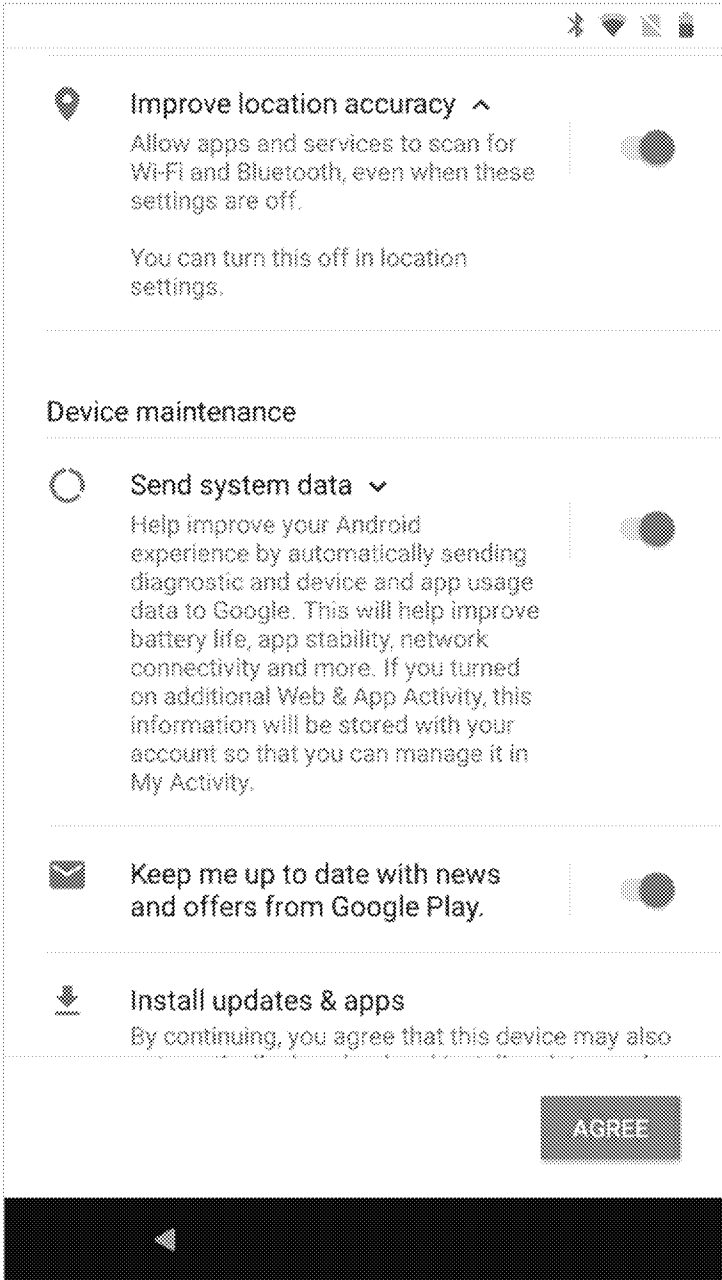 Improve location accuracy
Allow apps and services to scan for
Wi-Fi and Bluetooth, even when these
settings are off.
You can turn this off in location
settings.
Device maintenance
Send system data
Help improve your Android
experience by automatically sending
diagnostic and device and app usage
data to Google. This will help improve
battery life, app stability, network
connectivity and more. If you turned
on additional Web & App Activity, this
information will be stored with your
account so that you can manage it in
My Activity.
Keep me up to date with news
and offers from Google Play.
Install updates & apps
By continuing, you agree that this device may also
AGREE